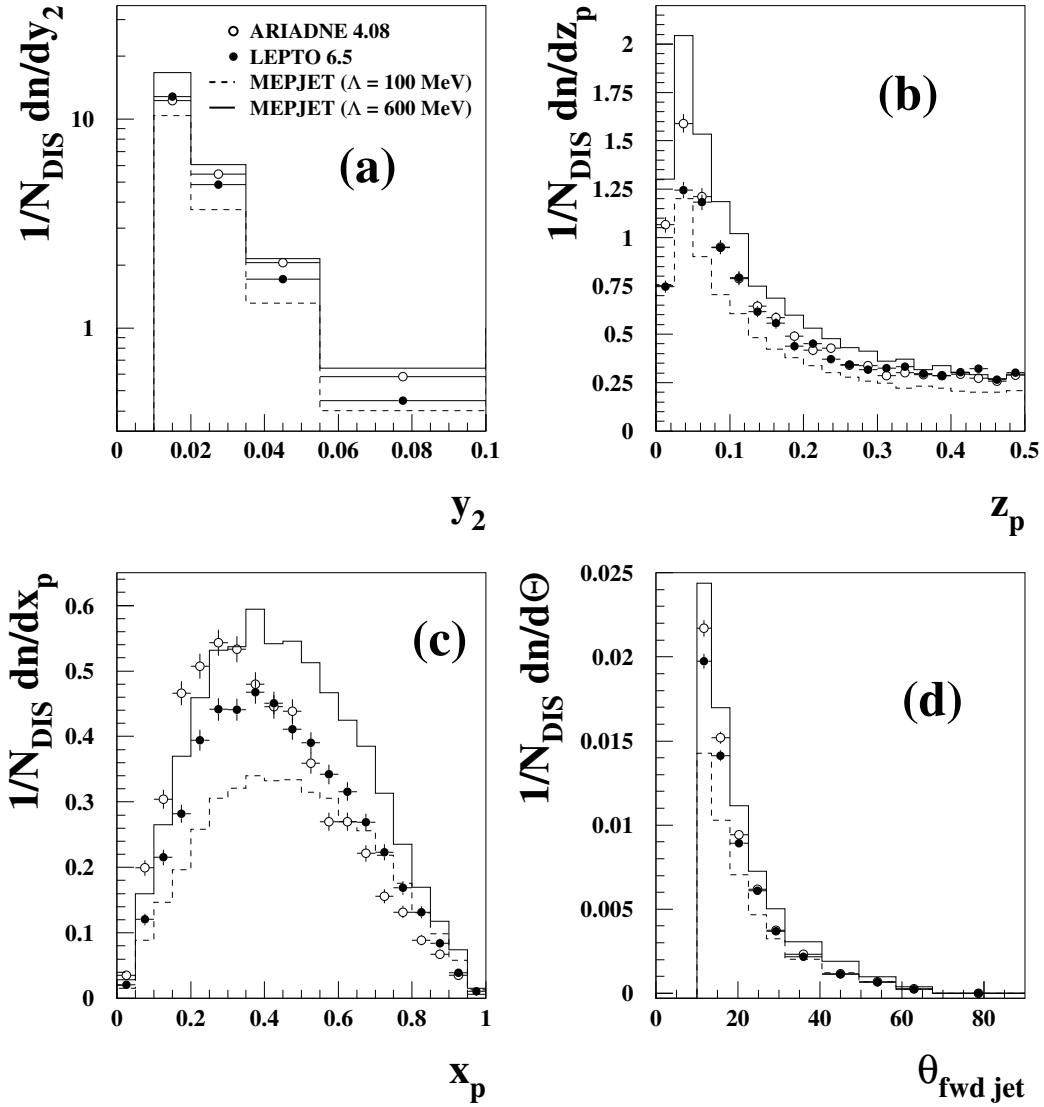 1/N_DIS dn/dy_2
ARIADNE 4.08
LEPTO 6.5
MEPJET (Λ = 100 MeV)
MEPJET (Λ = 600 MeV)
(a)
10
1
0 0.02 0.04 0.06 0.08 0.1
y_2
1/N_DIS dn/dz_p
(b)
2
1.75
1.5
1.25
1
0.75
0.5
0.25
0
0 0.1 0.2 0.3 0.4 0.5
z_p
1/N_DIS dn/dx_p
(c)
0.6
0.5
0.4
0.3
0.2
0.1
0
0 0.2 0.4 0.6 0.8 1
x_p
1/N_DIS dn/dΘ
(d)
0.025
0.02
0.015
0.01
0.005
0
0 20 40 60 80
θ_fwd jet